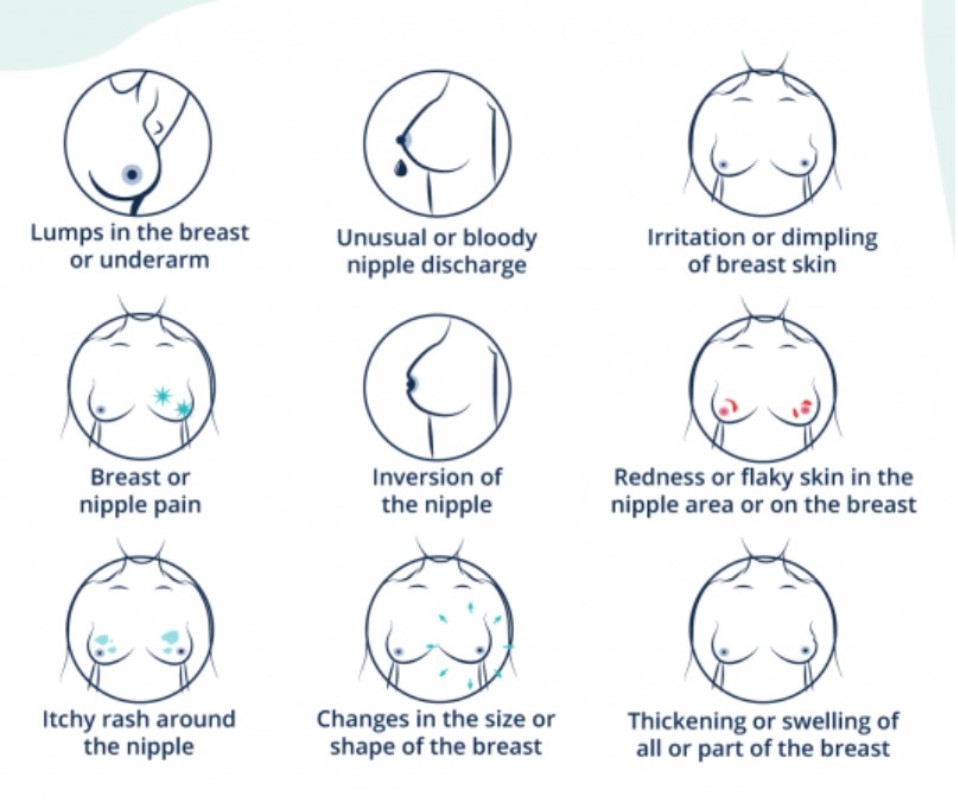 Lumps in the breast
or underarm
Unusual or bloody
nipple discharge
Irritation or dimpling
of breast skin
Breast or
nipple pain
Inversion of
the nipple
Redness or flaky skin in the
nipple area or on the breast
Itchy rash around
the nipple
Changes in the size or
shape of the breast
Thickening or swelling of
all or part of the breast